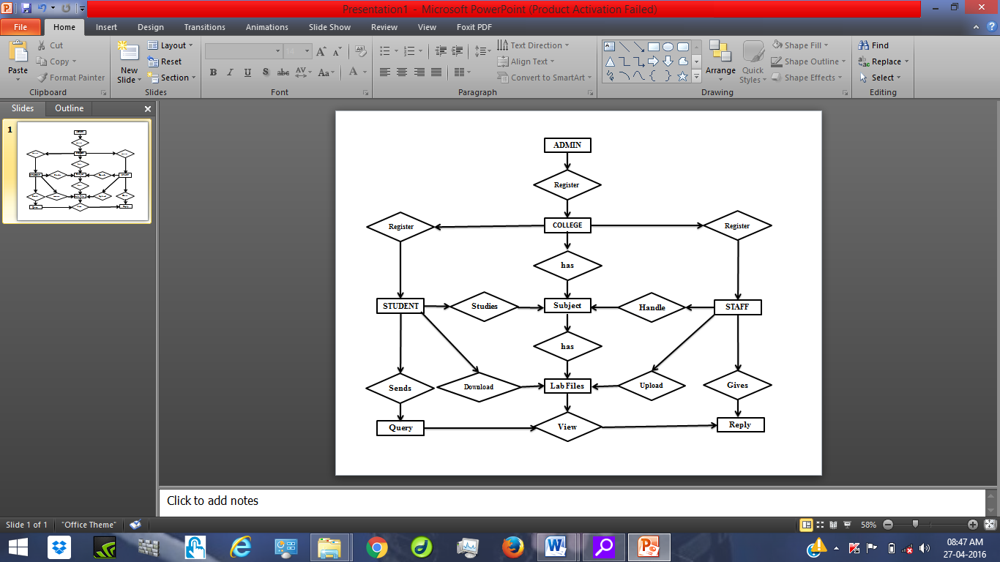 Presentation1 - Microsoft PowerPoint (Product Activation Failed)
File Home Insert Design Transitions Animations Slide Show Review View Foxit PDF
Paste
Cut
Copy
Format Painter
Clipboard
New
Slide
Layout
Reset
Section
Slides
14
B I U S abc AV Aa A
Font
Text Direction
Align Text
Convert to SmartArt
Paragraph
Arrange
Quick
Styles
Shape Fill
Shape Outline
Shape Effects
Drawing
Find
Replace
Select
Editing
Slides Outline
1
ADMIN
Register
Register COLLEGE Register
has
STUDENT Studies Subject Handle STAFF
has
Sends Download Lab Files Upload Gives
Query View Reply
Click to add notes
Slide 1 of 1 "Office Theme" 58%
08:47 AM
27-04-2016